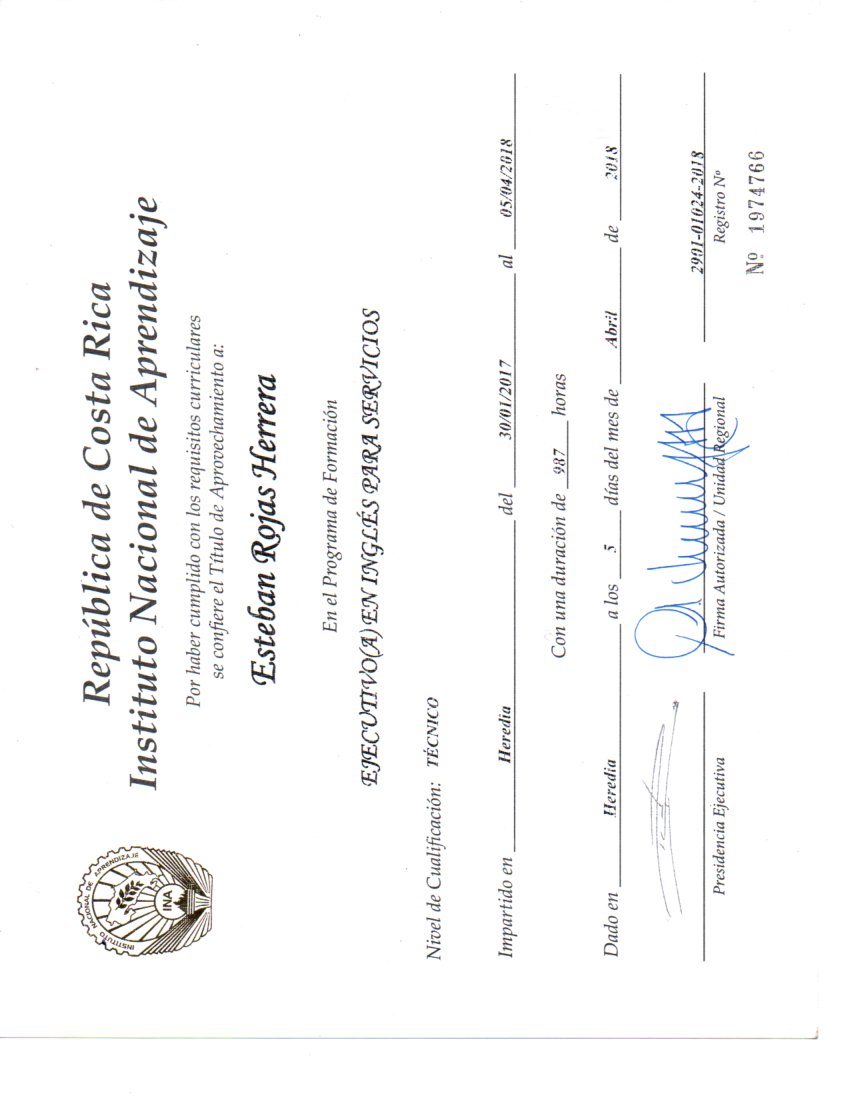 República de Costa Rica
INSTITUTO NACIONAL DE APRENDIZAJE
INA
Instituto Nacional de Aprendizaje
Por haber cumplido con los requisitos curriculares
se confiere el Título de Aprovechamiento a:
Esteban Rojas Herrera
En el Programa de Formación
EJECUTIVO(A) EN INGLÉS PARA SERVICIOS
Nivel de Cualificación: TÉCNICO
Impartido en Heredia del 30/01/2017 al 05/04/2018
Con una duración de 987 horas
Dado en Heredia a los 5 días del mes de Abril de 2018
2901-01024-2018
Presidencia Ejecutiva Firma Autorizada / Unidad Regional Registro Nº
Nº 1974766